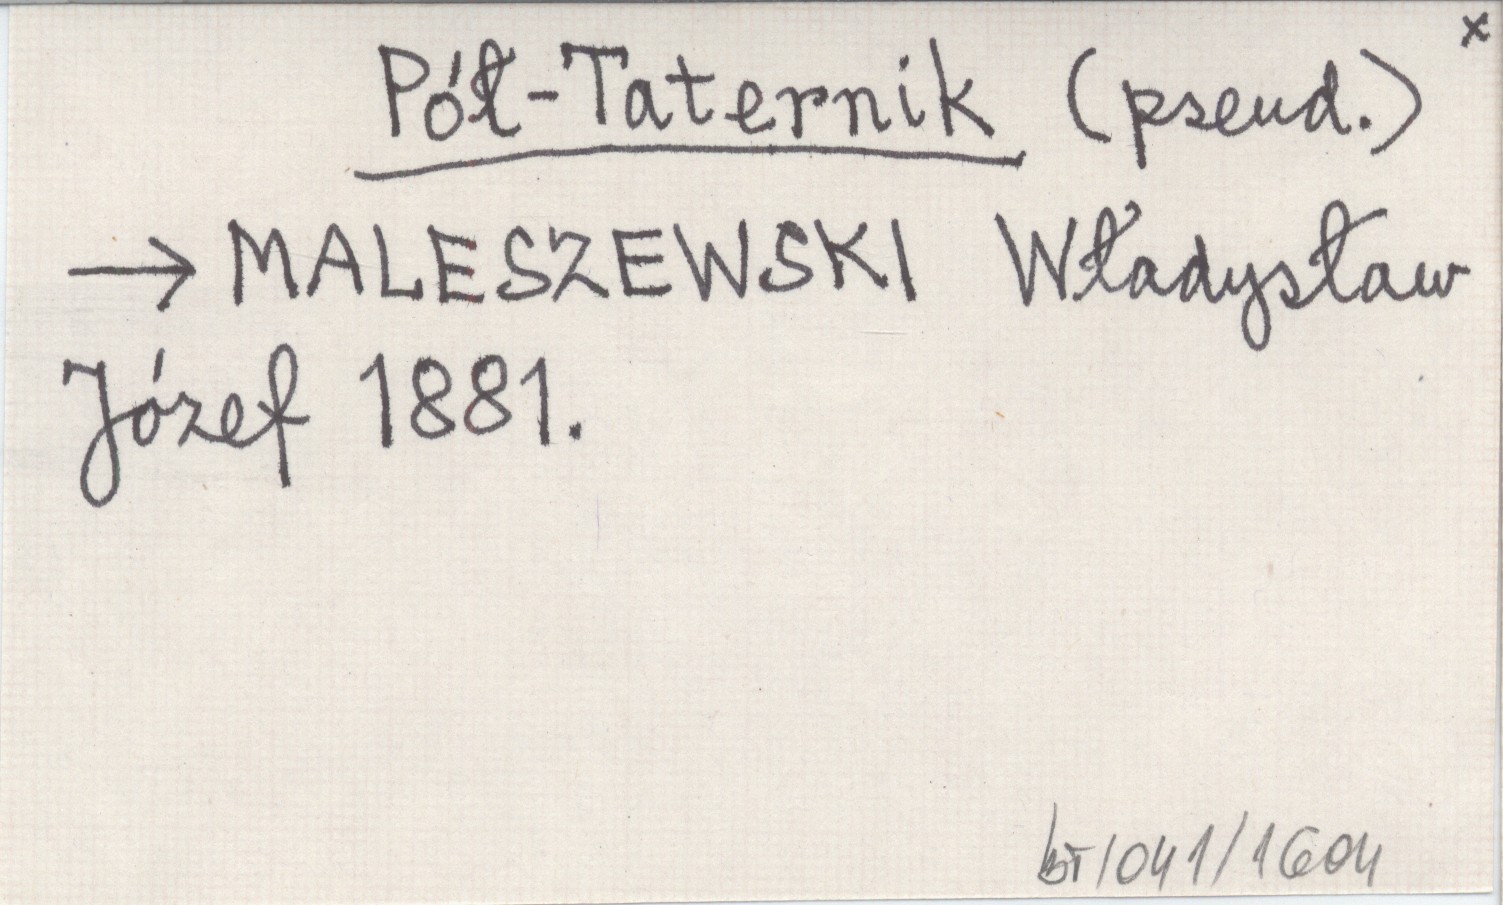 x
Pół-Taternik (pseud.)
→ MALESZEWSKI Władysław
Józef 1881.
bT/041/1604